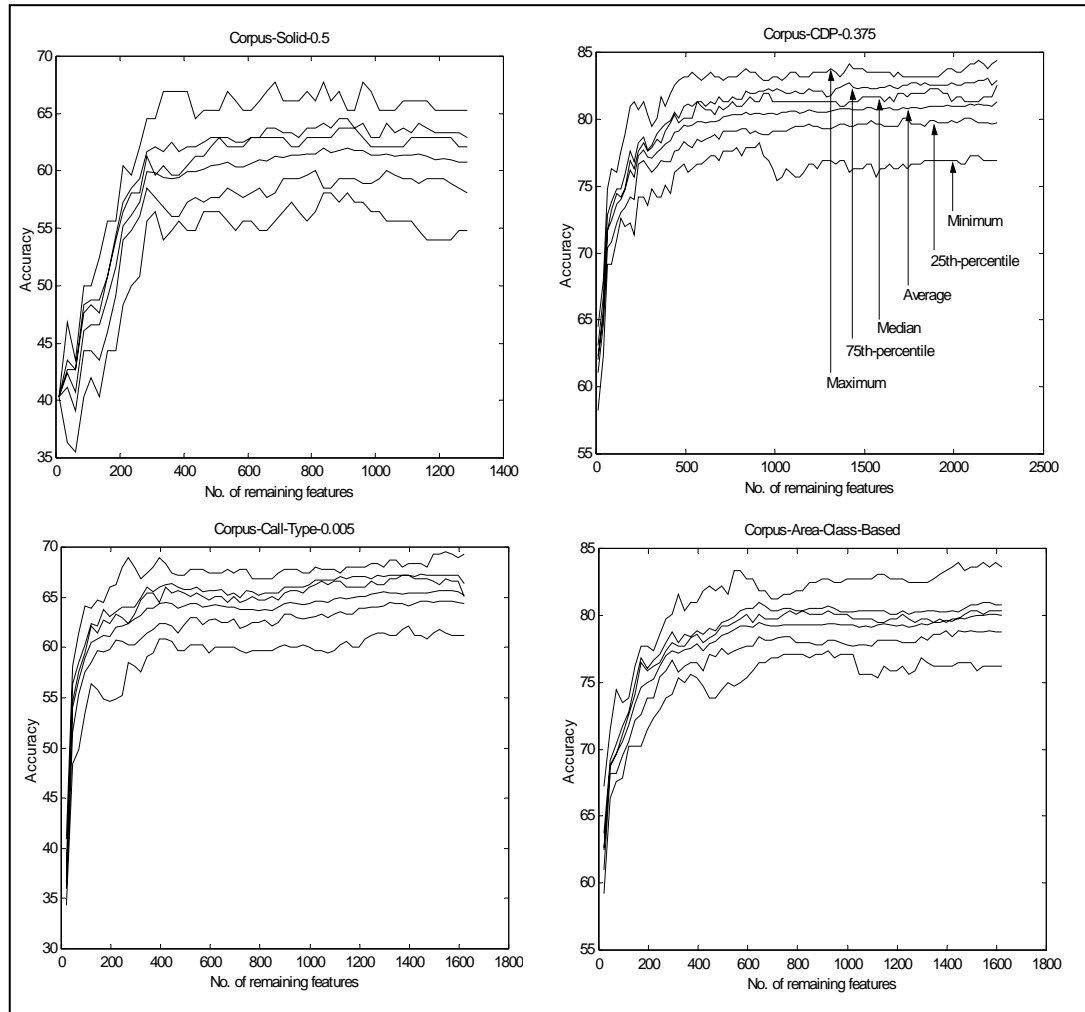 Corpus-Solid-0.5
70
65
60
55
50
45
40
35
Accuracy
0 200 400 600 800 1000 1200 1400
No. of remaining features
Corpus-CDP-0.375
85
80
75
70
65
60
55
Accuracy
Minimum
25th-percentile
Average
Median
75th-percentile
Maximum
0 500 1000 1500 2000 2500
No. of remaining features
Corpus-Call-Type-0.005
70
65
60
55
50
45
40
35
30
Accuracy
0 200 400 600 800 1000 1200 1400 1600 1800
No. of remaining features
Corpus-Area-Class-Based
85
80
75
70
65
60
55
Accuracy
0 200 400 600 800 1000 1200 1400 1600 1800
No. of remaining features